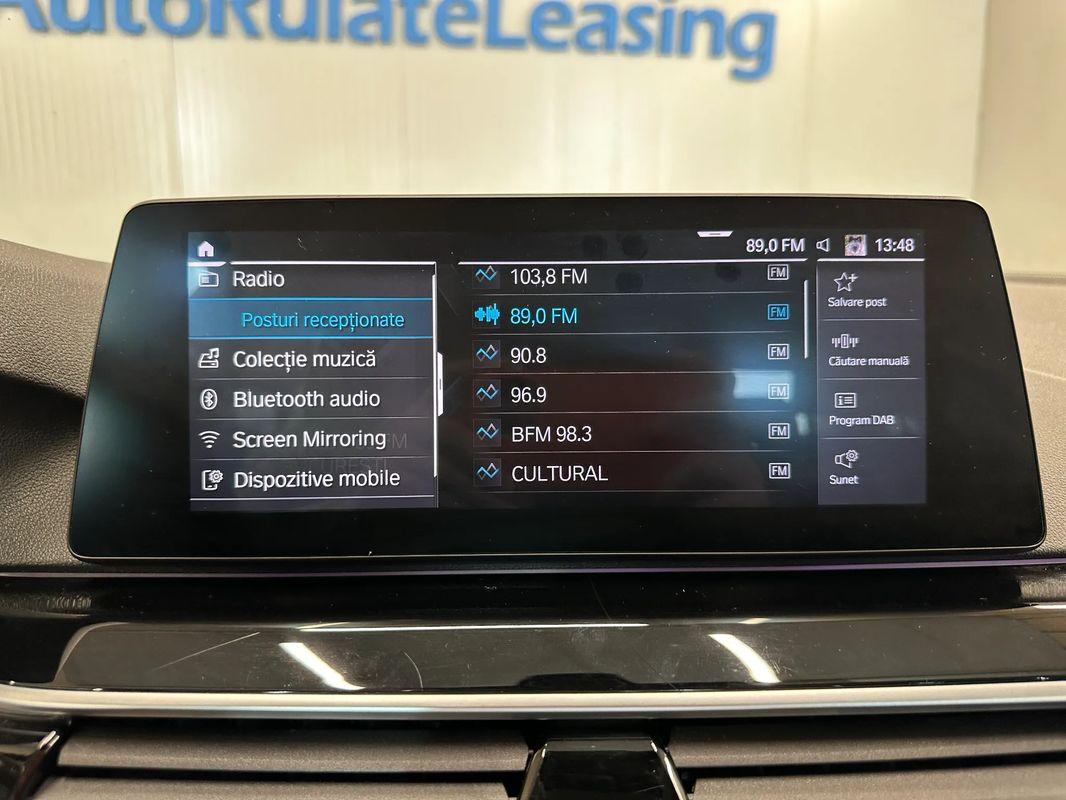 AutoRulateLeasing
89,0 FM 13:48
Radio
Posturi recepționate
Colecție muzică
Bluetooth audio
Screen Mirroring
Dispozitive mobile
103,8 FM FM
89,0 FM FM
90.8 FM
96.9 FM
BFM 98.3 FM
CULTURAL FM
Salvare post
Căutare manuală
Program DAB
Sunet